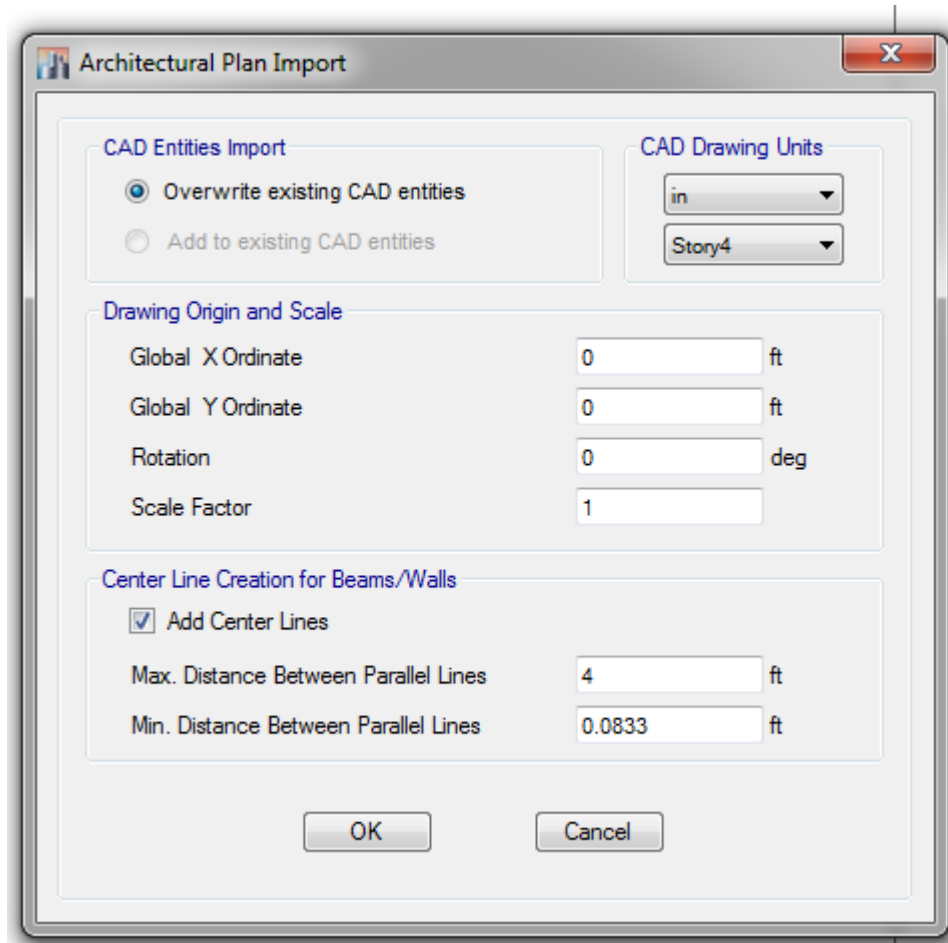 Architectural Plan Import
CAD Entities Import
Overwrite existing CAD entities
Add to existing CAD entities
CAD Drawing Units
in
Story4
Drawing Origin and Scale
Global X Ordinate 0 ft
Global Y Ordinate 0 ft
Rotation 0 deg
Scale Factor 1
Center Line Creation for Beams/Walls
Add Center Lines
Max. Distance Between Parallel Lines 4 ft
Min. Distance Between Parallel Lines 0.0833 ft
OK Cancel